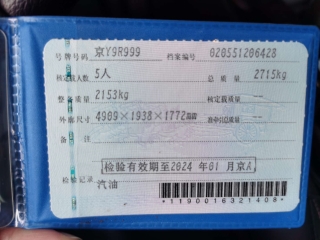 号牌号码 京Y9R999 档案编号 020551206428
核定载人数 5人 总质量 2715kg
整备质量 2153kg 核定载质量 --
外廓尺寸 4909×1938×1772mm 准牵引总质量 --
备注
检验有效期至2024年01月京A
检验记录
汽油
*1190016321408*